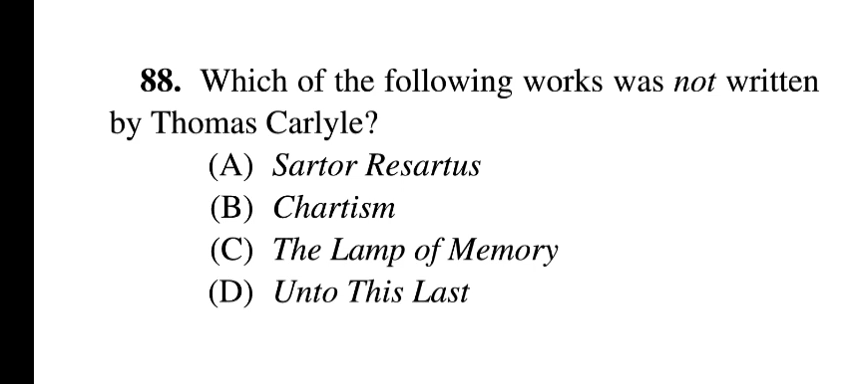 88. Which of the following works was not written
by Thomas Carlyle?
(A) Sartor Resartus
(B) Chartism
(C) The Lamp of Memory
(D) Unto This Last